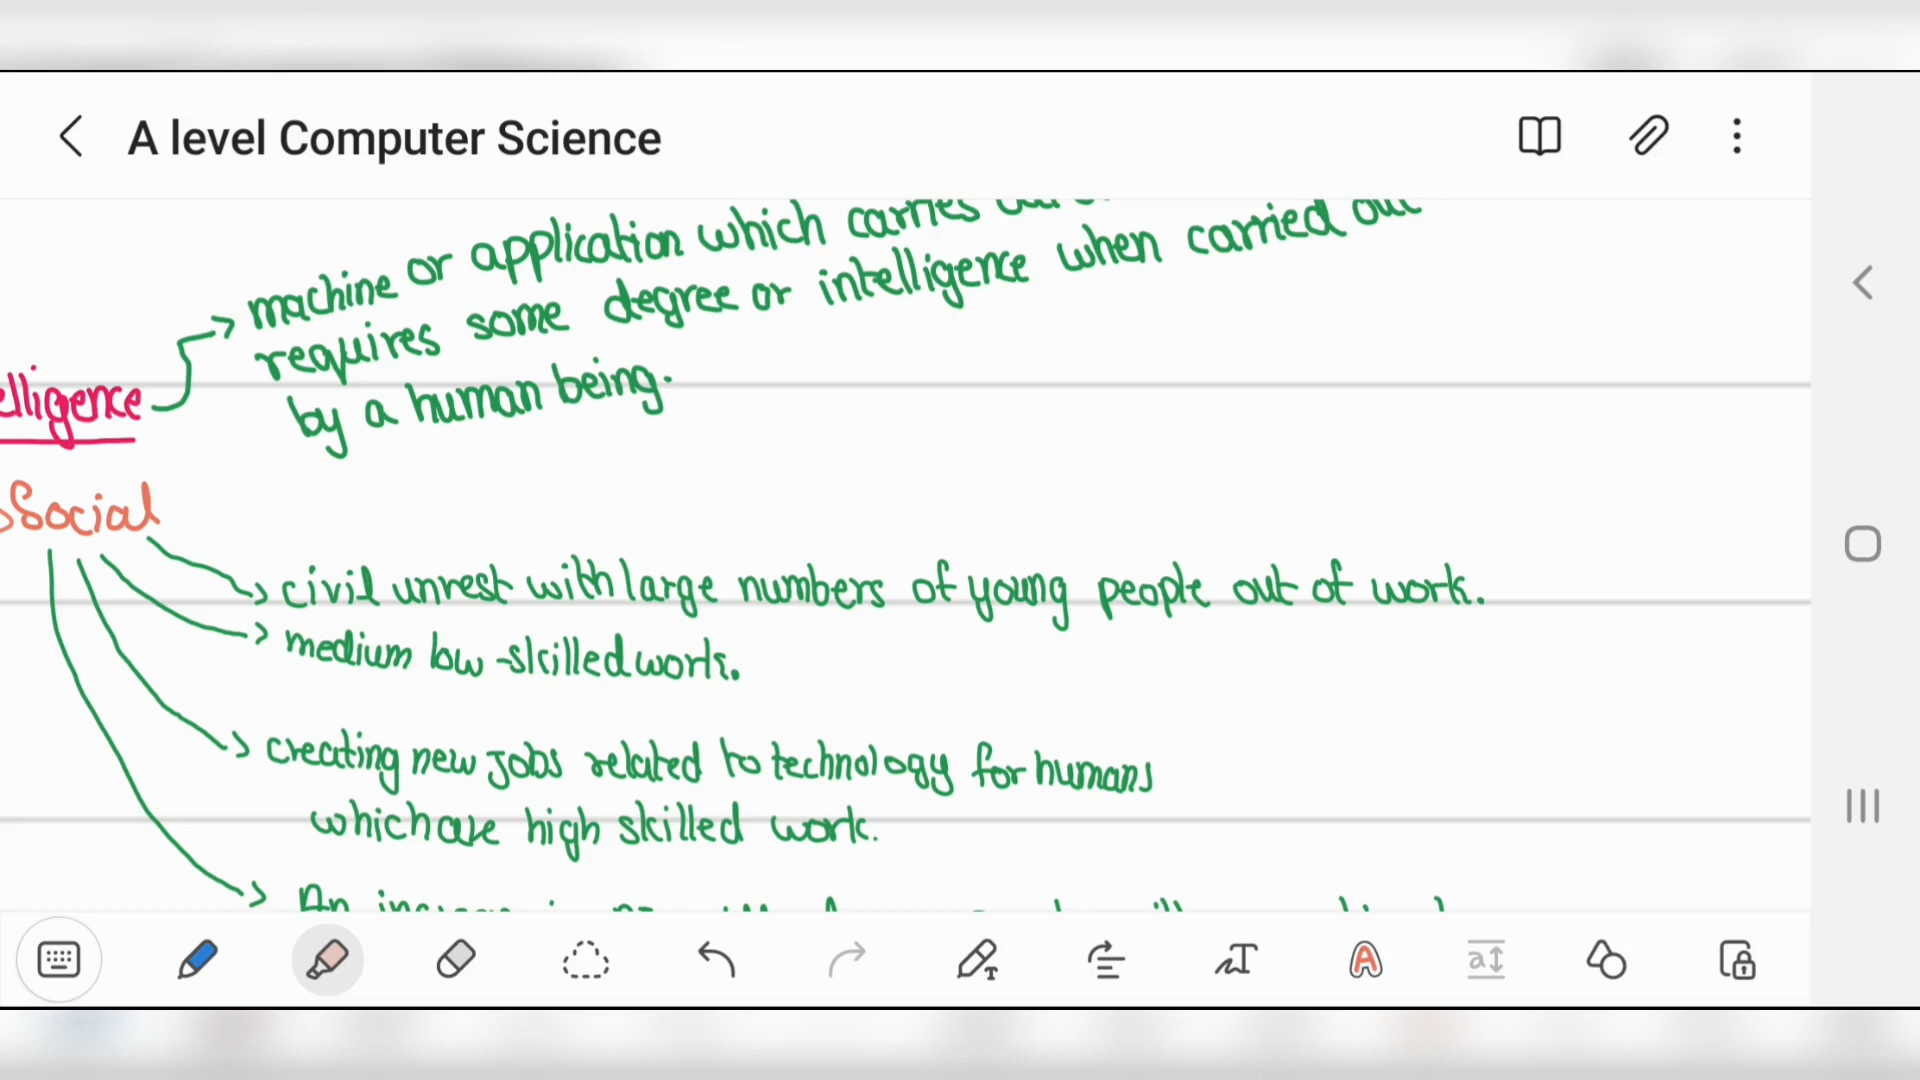 A level Computer Science
machine or application which carries out
requires some degree or intelligence when carried out
by a human being.
elligence
Social
civil unrest with large numbers of young people out of work.
medium low-skilled work.
creating new jobs related to technology for humans
which are high skilled work.
An